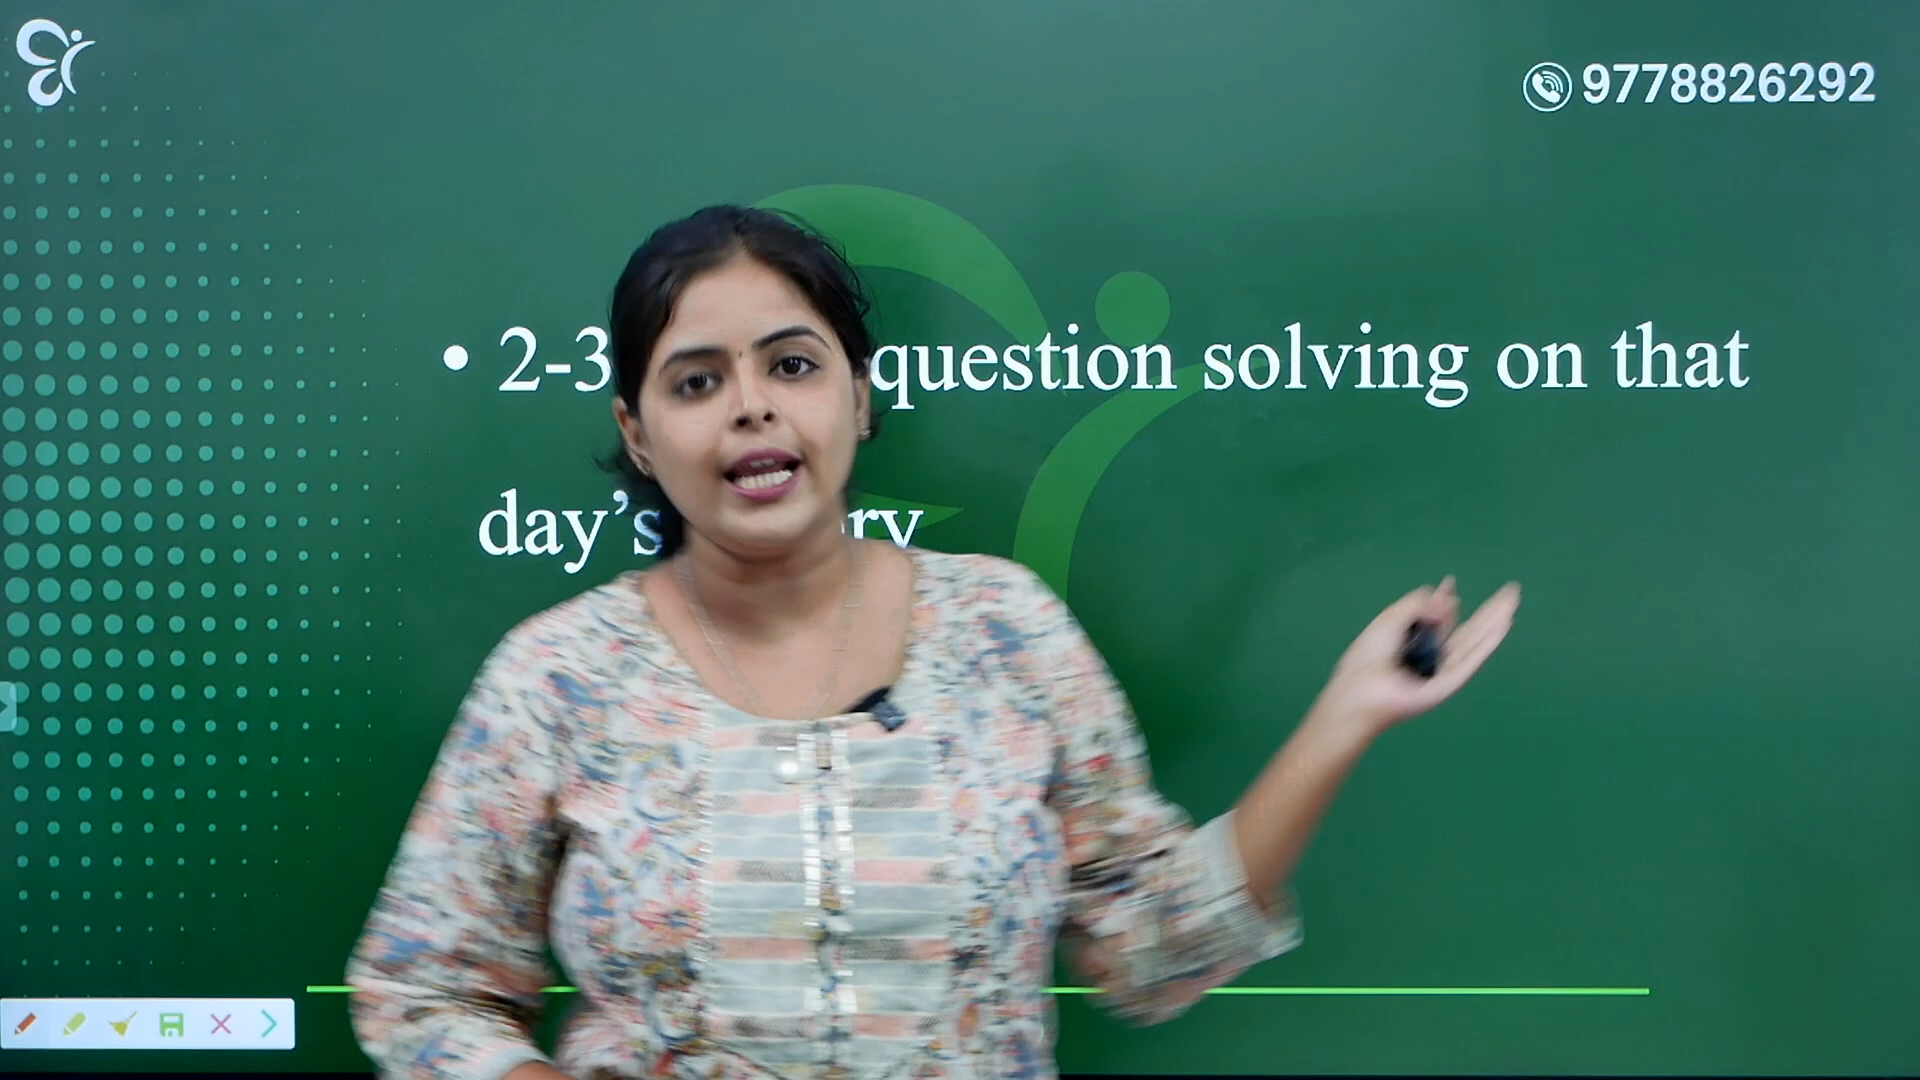 9778826292
• 2-3 question solving on that
day's